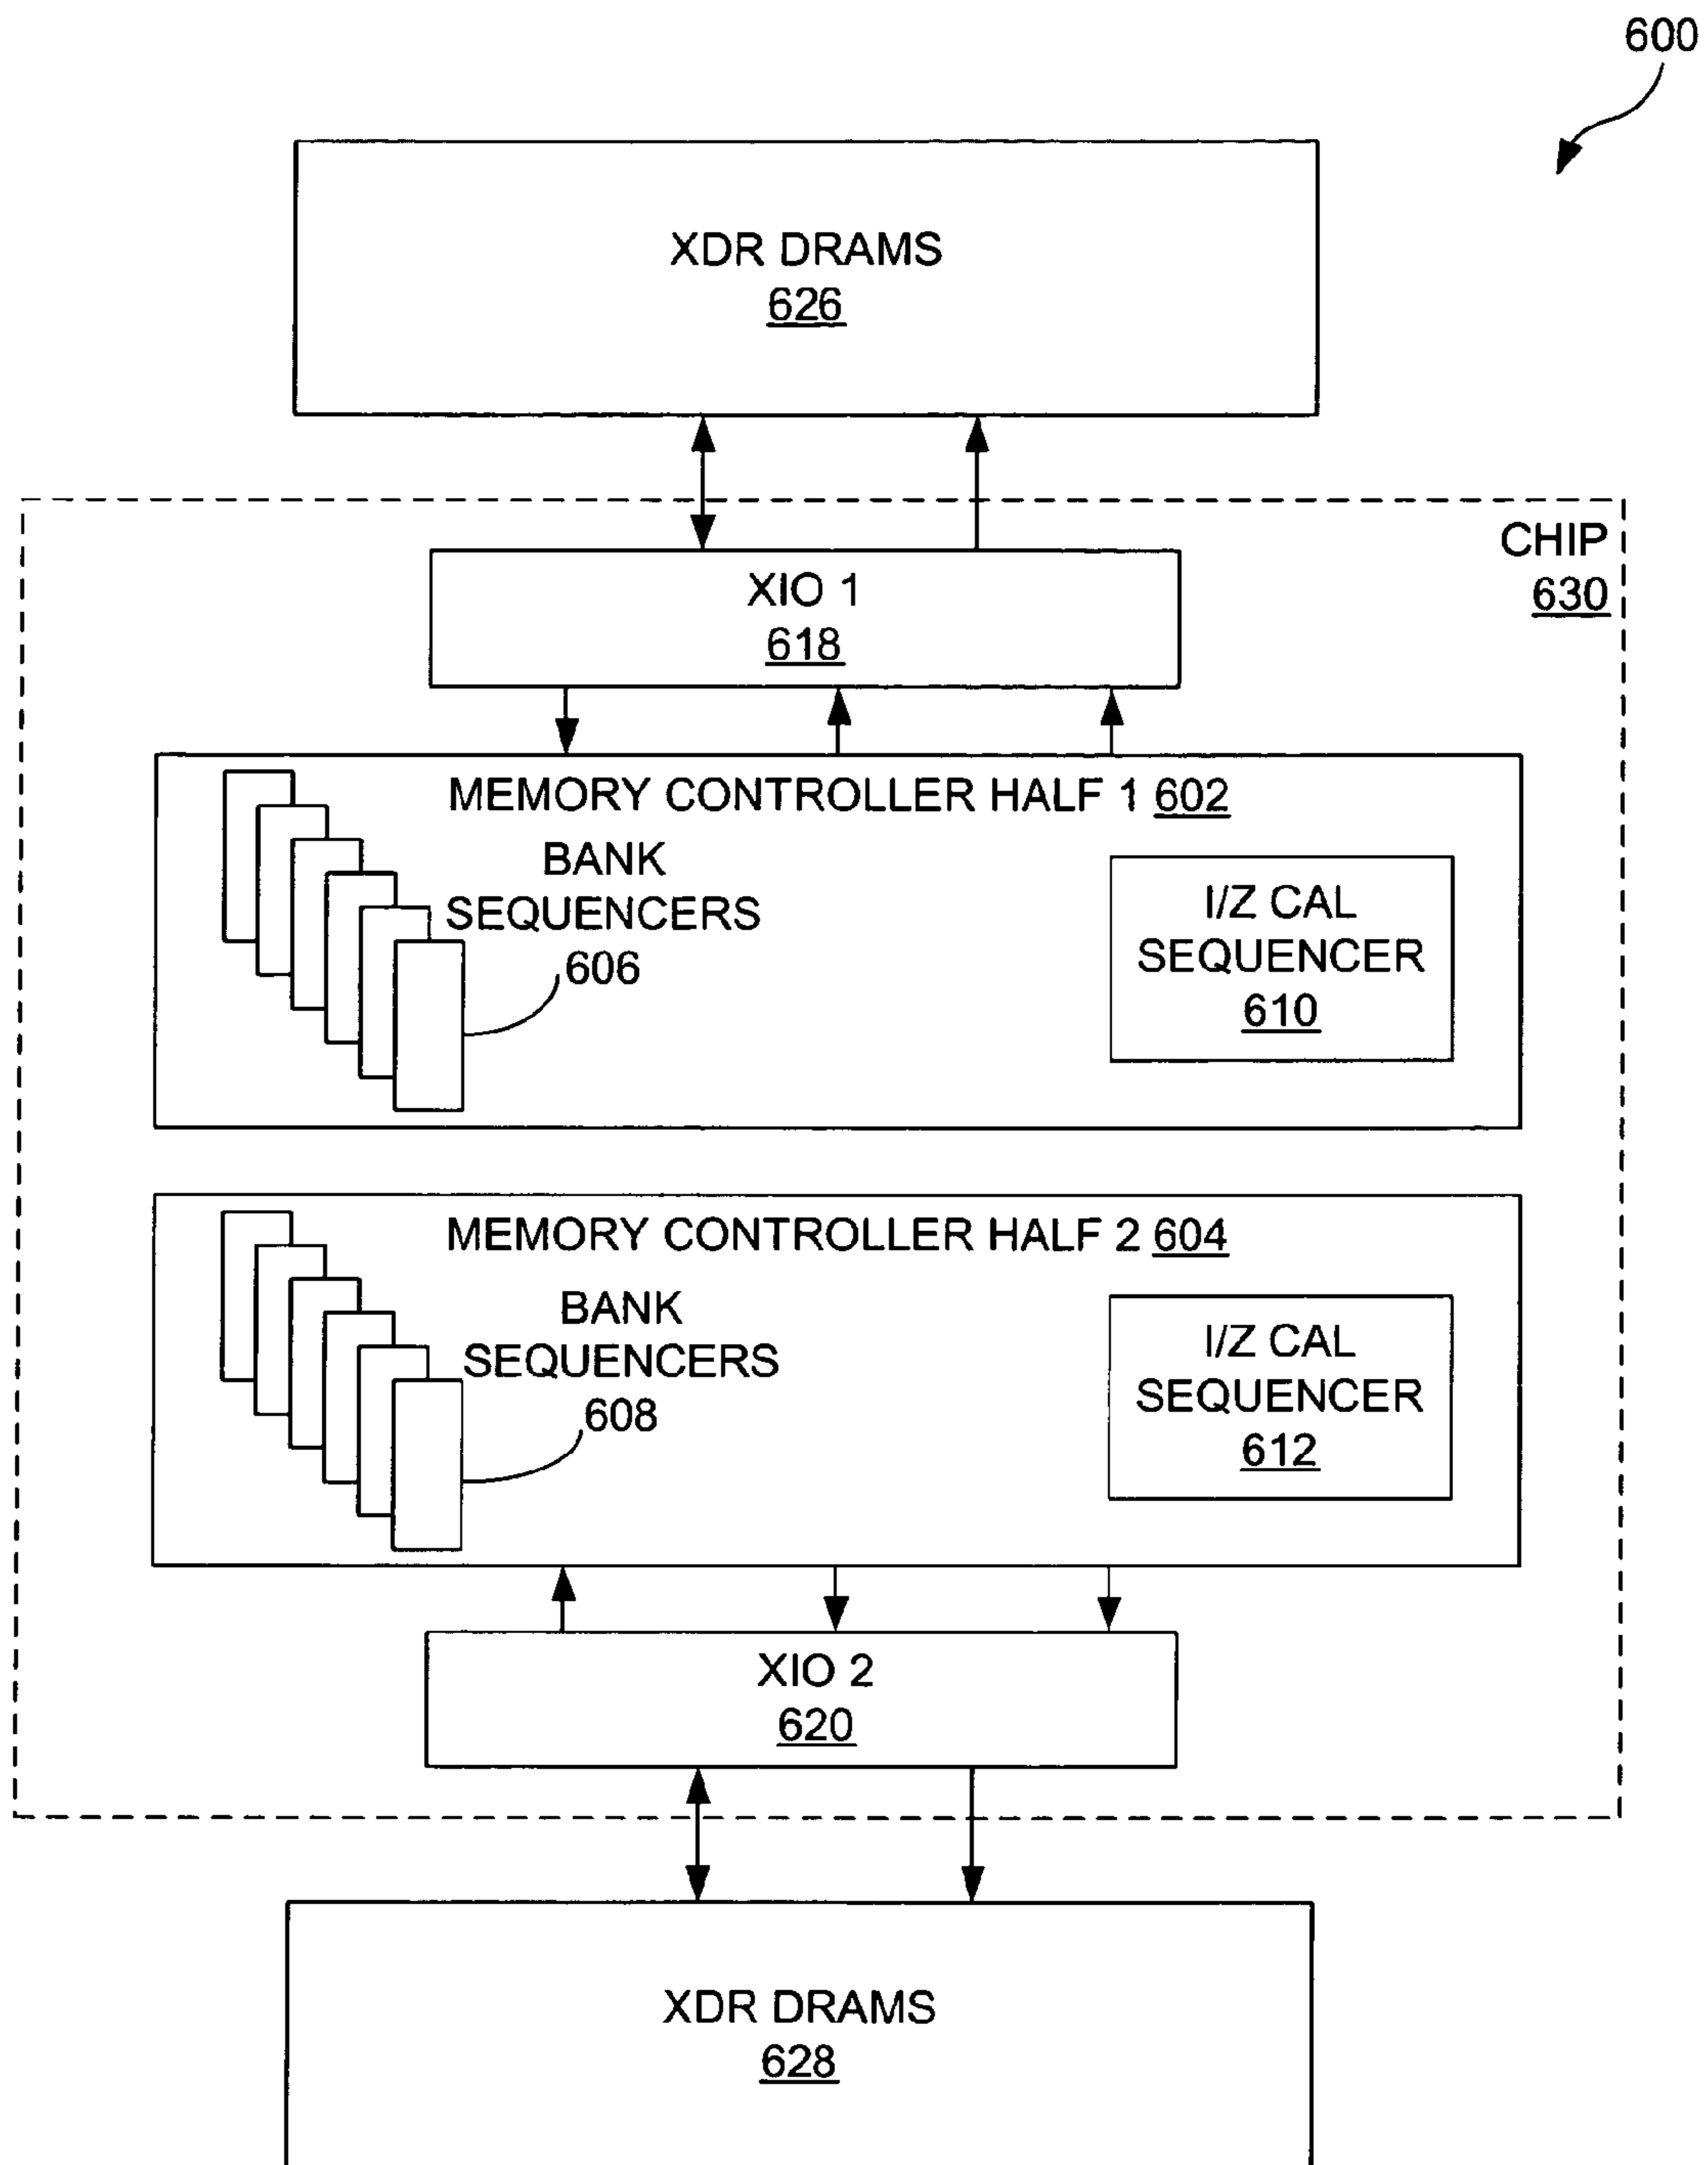 600
XDR DRAMS
626
CHIP
630
XIO 1
618
MEMORY CONTROLLER HALF 1 602
BANK
SEQUENCERS
606
I/Z CAL
SEQUENCER
610
MEMORY CONTROLLER HALF 2 604
BANK
SEQUENCERS
608
I/Z CAL
SEQUENCER
612
XIO 2
620
XDR DRAMS
628